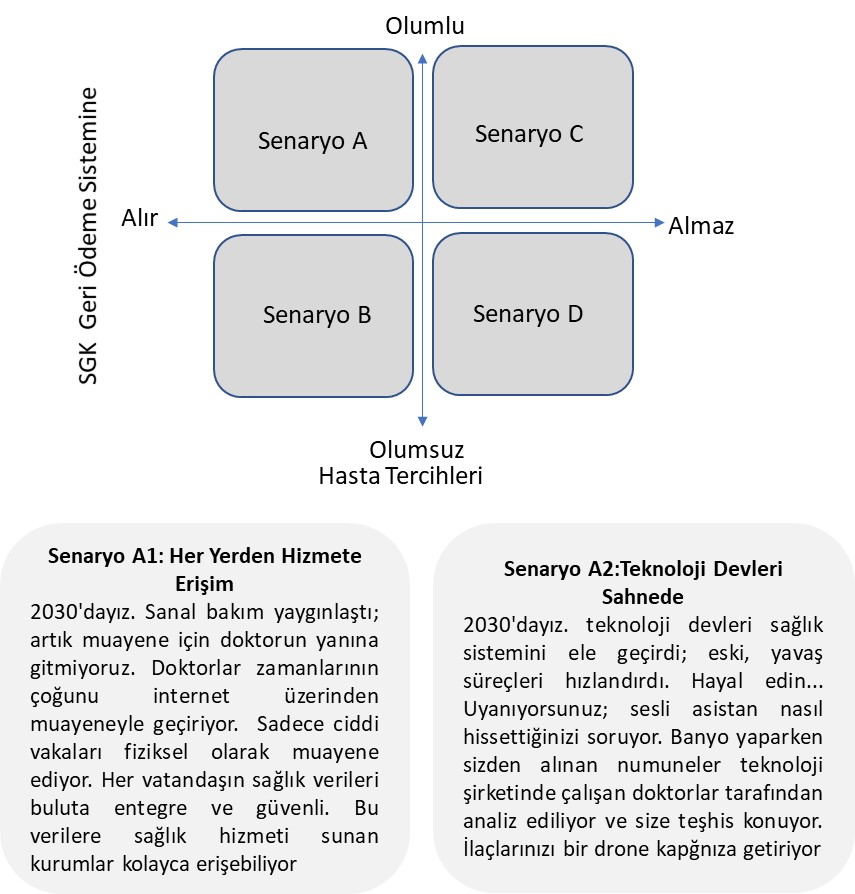 Olumlu
Senaryo A
Senaryo C
SGK Geri Ödeme Sistemine
Alır
Almaz
Senaryo B
Senaryo D
Olumsuz
Hasta Tercihleri
Senaryo A1: Her Yerden Hizmete
Erişim
2030'dayız. Sanal bakım yaygınlaştı;
artık muayene için doktorun yanına
gitmiyoruz. Doktorlar zamanlarının
çoğunu internet üzerinden
muayeneyle geçiriyor. Sadece ciddi
vakaları fiziksel olarak muayene
ediyor. Her vatandaşın sağlık verileri
buluta entegre ve güvenli. Bu
verilere sağlık hizmeti sunan
kurumlar kolayca erişebiliyor
Senaryo A2:Teknoloji Devleri
Sahnede
2030'dayız. teknoloji devleri sağlık
sistemini ele geçirdi; eski, yavaş
süreçleri hızlandırdı. Hayal edin...
Uyanıyorsunuz; sesli asistan nasıl
hissettiğinizi soruyor. Banyo yaparken
sizden alınan numuneler teknoloji
şirketinde çalışan doktorlar tarafından
analiz ediliyor ve size teşhis konuyor.
İlaçlarınızı bir drone kapğnıza getiriyor